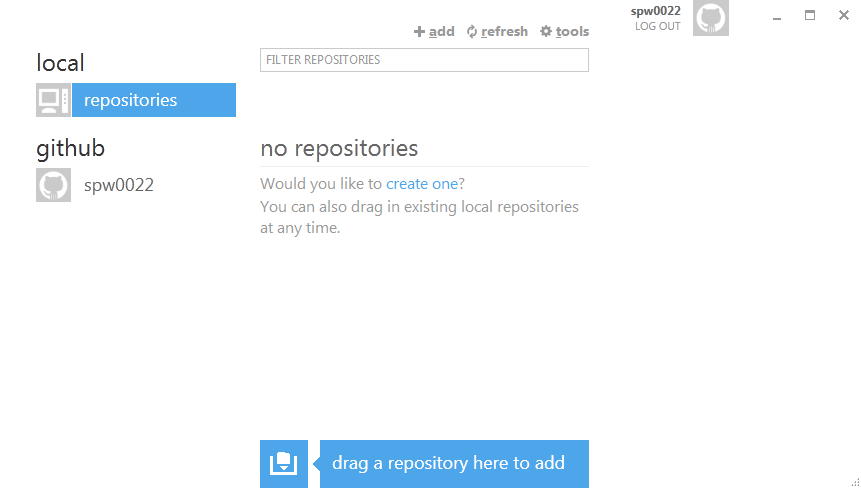 spw0022
LOG OUT
add refresh tools
local
FILTER REPOSITORIES
repositories
github
no repositories
spw0022
Would you like to create one?
You can also drag in existing local repositories
at any time.
drag a repository here to add